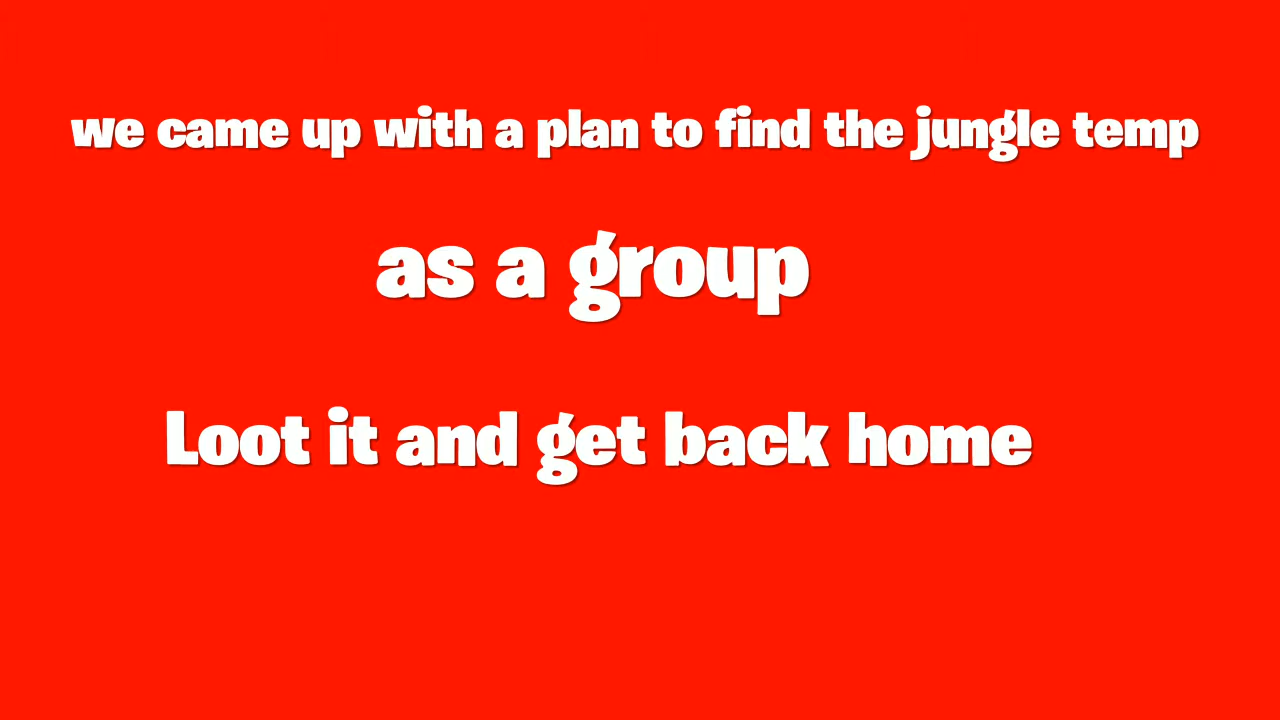 we came up with a plan to find the jungle temp
as a group
Loot it and get back home